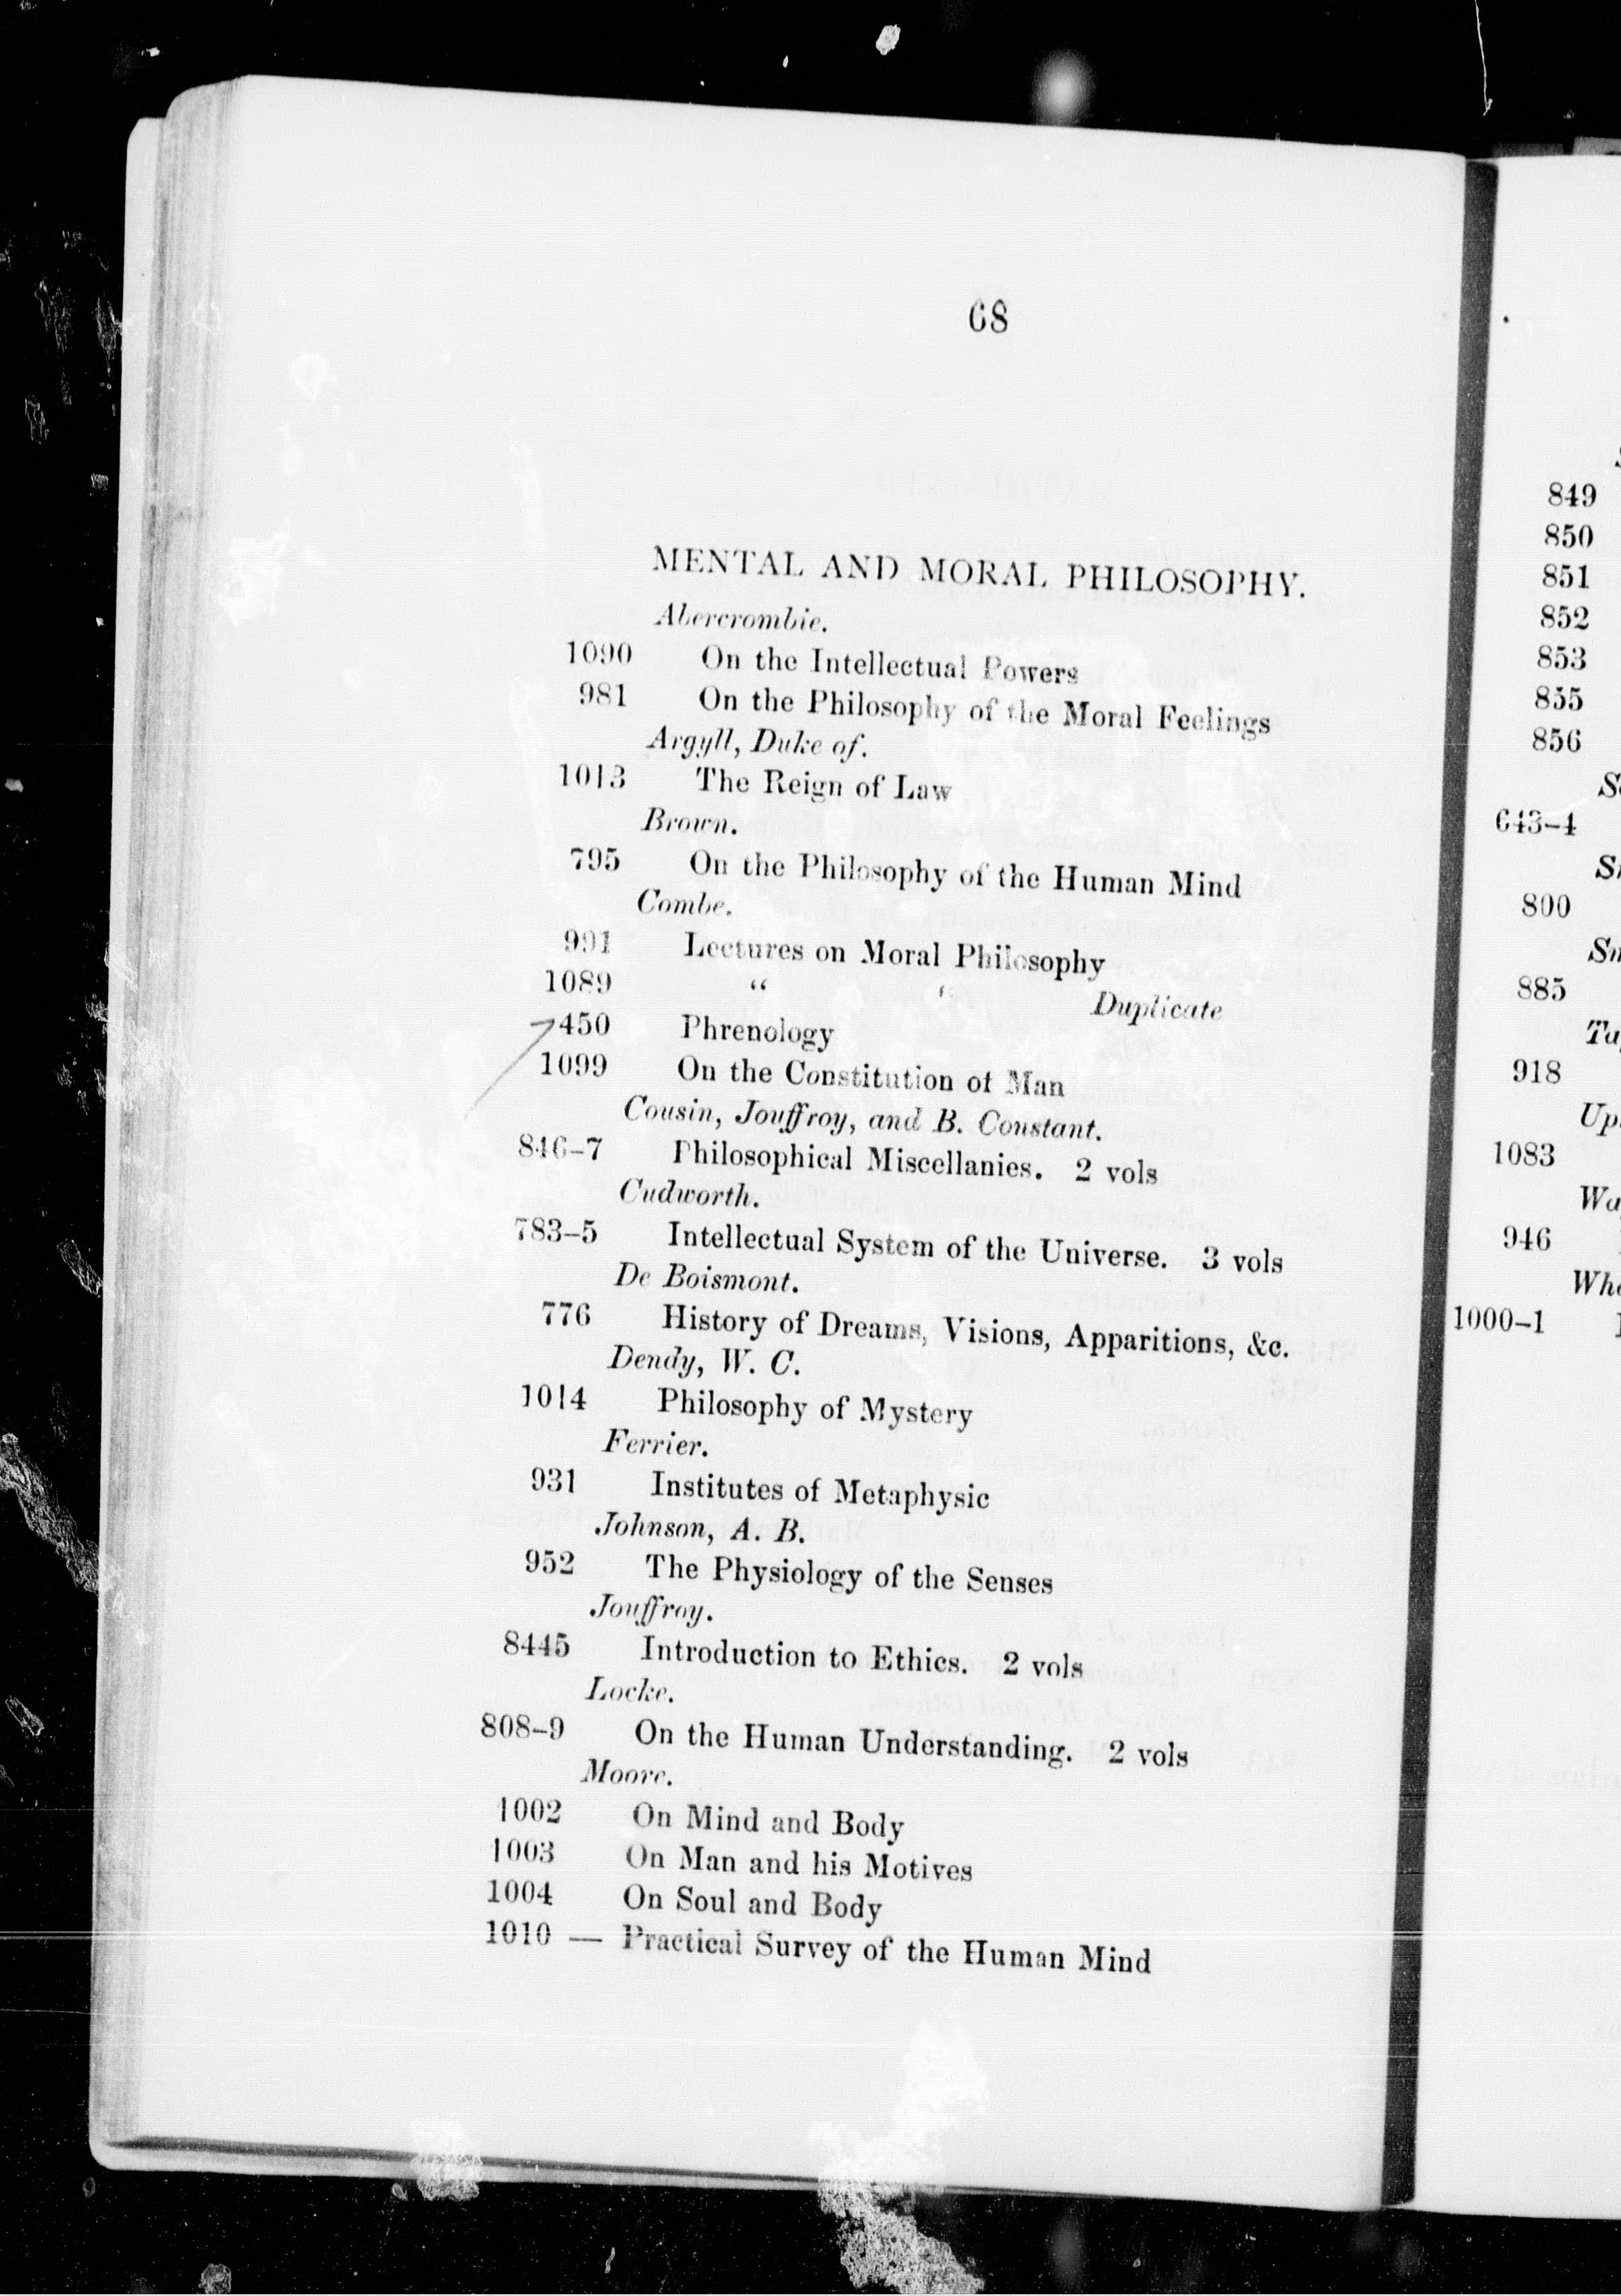 68
MENTAL AND MORAL PHILOSOPHY.
Abercrombie.
1090 On the Intellectual Powers
981 On the Philosophy of the Moral Feelings
Argyll, Duke of.
1013 The Reign of Law
Brown.
795 On the Philosophy of the Human Mind
Combe.
991 Lectures on Moral Philosophy
1089 “ “ Duplicate
450 Phrenology
1099 On the Constitution of Man
Cousin, Jouffroy, and B. Constant.
846–7 Philosophical Miscellanies. 2 vols
Cudworth.
783–5 Intellectual System of the Universe. 3 vols
De Boismont.
776 History of Dreams, Visions, Apparitions, &c.
Dendy, W. C.
1014 Philosophy of Mystery
Ferrier.
931 Institutes of Metaphysic
Johnson, A. B.
952 The Physiology of the Senses
Jouffroy.
8445 Introduction to Ethics. 2 vols
Locke.
808–9 On the Human Understanding. 2 vols
Moore.
1002 On Mind and Body
1003 On Man and his Motives
1004 On Soul and Body
1010 — Practical Survey of the Human Mind
849
850
851
852
853
855
856
643–4
800
885
918
1083
946
1000–1